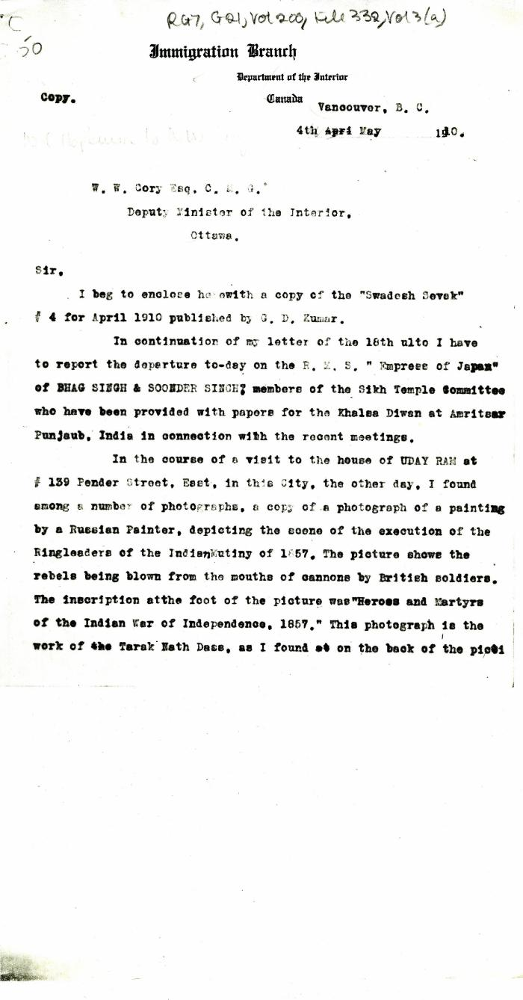 RG7, G21, Vol 200, File 332, Vol 3(a)
Immigration Branch
Department of the Interior
Copy. Canada
Vancouver, B. C.
4th Apri May 1910.
W. W. Cory Esq. C. M. G.
Deputy Minister of the Interior,
Ottawa.
Sir,
I beg to enclose herewith a copy of the "Swadesh Sevak"
# 4 for April 1910 published by G. D. Kumar.
In continuation of my letter of the 18th ulto I have
to report the departure to-day on the R. M. S. " Empress of Japan"
of BHAG SINGH & SOONDER SINGH; members of the Sikh Temple Committee
who have been provided with papers for the Khalsa Diwan at Amritsar
Punjaub, India in connection with the recent meetings.
In the course of a visit to the house of UDAY RAM at
# 139 Pender Street, East, in this City, the other day, I found
among a number of photographs, a copy of a photograph of a painting
by a Russian Painter, depicting the scene of the execution of the
Ringleaders of the IndianMutiny of 1857. The picture shows the
rebels being blown from the mouths of cannons by British soldiers.
The inscription atthe foot of the picture was"Heroes and Martyrs
of the Indian War of Independence, 1857." This photograph is the
work of the Tarak Nath Dass, as I found at on the back of the picti